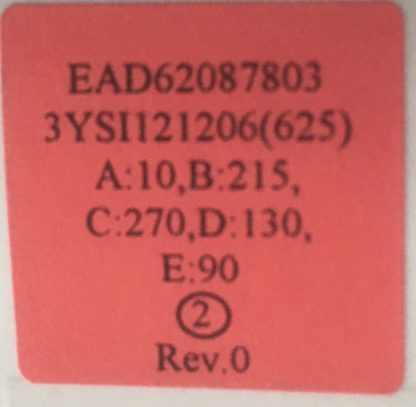 EAD62087803
3YSI121206(625)
A:10,B:215,
C:270,D:130,
E:90
②
Rev.0